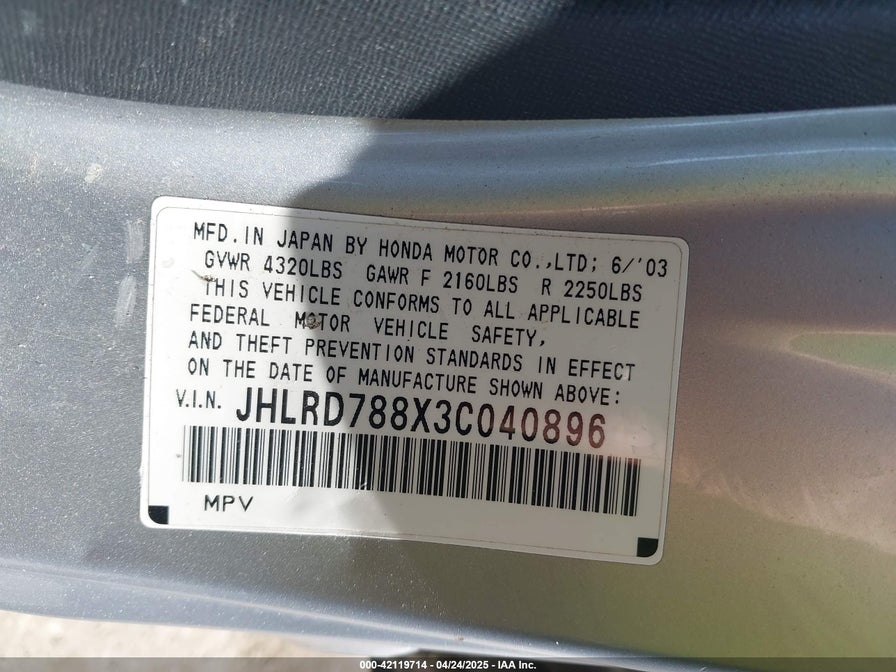 MFD. IN JAPAN BY HONDA MOTOR CO.,LTD; 6/'03
GVWR 4320LBS GAWR F 2160LBS R 2250LBS
THIS VEHICLE CONFORMS TO ALL APPLICABLE
FEDERAL MOTOR VEHICLE SAFETY,
AND THEFT PREVENTION STANDARDS IN EFFECT
ON THE DATE OF MANUFACTURE SHOWN ABOVE:
V.I.N. JHLRD788X3C040896
MPV
000-42119714 - 04/24/2025 - IAA Inc.